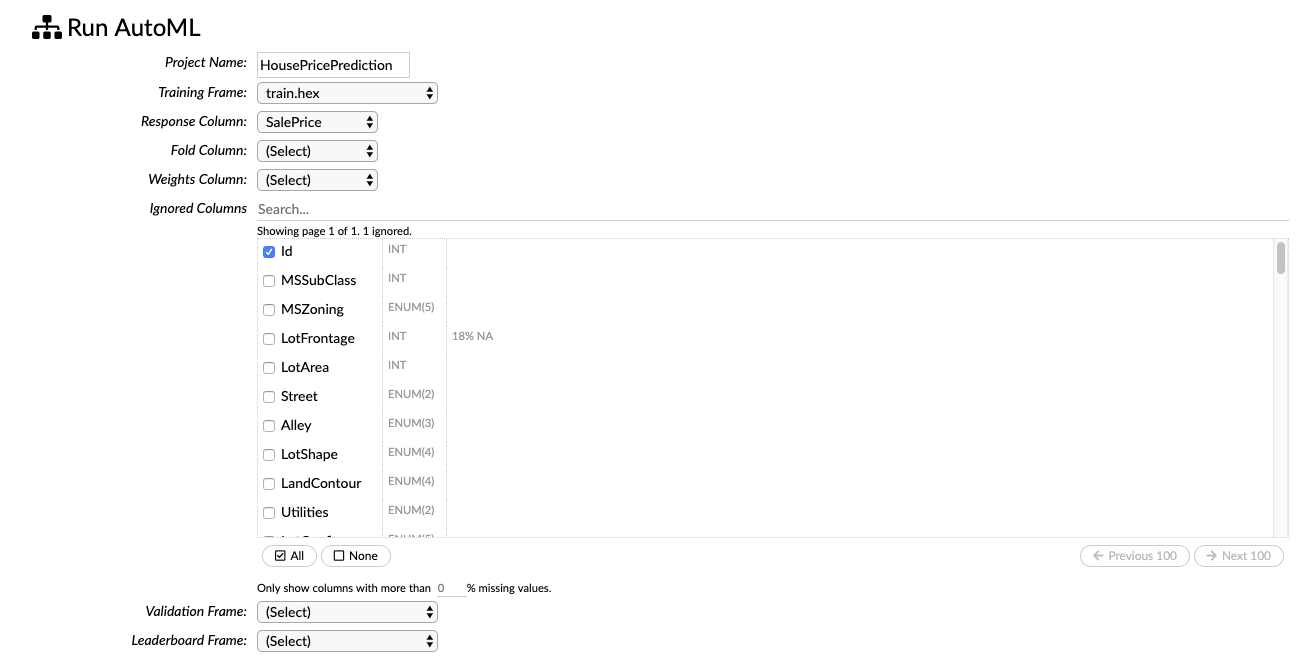 Run AutoML
Project Name: HousePricePrediction
Training Frame: train.hex
Response Column: SalePrice
Fold Column: (Select)
Weights Column: (Select)
Ignored Columns Search...
Showing page 1 of 1. 1 ignored.
Id INT
MSSubClass INT
MSZoning ENUM(5)
LotFrontage INT 18% NA
LotArea INT
Street ENUM(2)
Alley ENUM(3)
LotShape ENUM(4)
LandContour ENUM(4)
Utilities ENUM(2)
All None Previous 100 Next 100
Only show columns with more than 0 % missing values.
Validation Frame: (Select)
Leaderboard Frame: (Select)